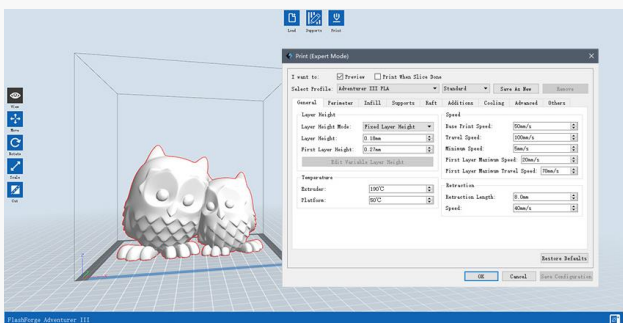 Load Supports Print
Print (Expert Mode)
I want to: Preview Print When Slice Done
Select Profile: Adventurer III PLA Standard Save As New Remove
General Perimeter Infill Supports Raft Additions Cooling Advanced Others
Layer Height
Layer Height Mode: Fixed Layer Height
Layer Height: 0.18mm
First Layer Height: 0.27mm
Edit Variable Layer Height
Temperature
Extruder: 190℃
Platform: 50℃
Speed
Base Print Speed: 50mm/s
Travel Speed: 100mm/s
Minimum Speed: 5mm/s
First Layer Maximum Speed: 20mm/s
First Layer Maximum Travel Speed: 70mm/s
Retraction
Retraction Length:
Speed: 40mm/s
Restore Defaults
OK Cancel Save Configuration
View
Move
Rotate
Scale
Cut
FlashForge Adventurer III